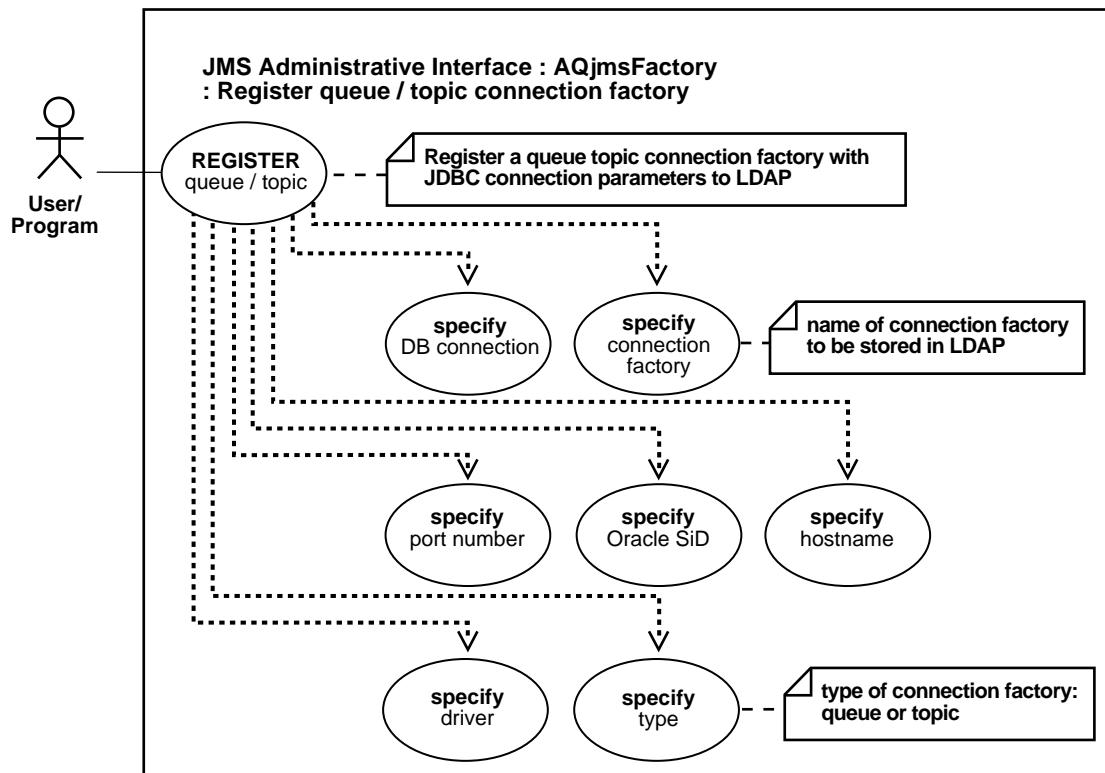 JMS Administrative Interface : AQjmsFactory
: Register queue / topic connection factory
User/
Program
REGISTER
queue / topic
Register a queue topic connection factory with
JDBC connection parameters to LDAP
specify
DB connection
specify
connection
factory
name of connection factory
to be stored in LDAP
specify
port number
specify
Oracle SiD
specify
hostname
specify
driver
specify
type
type of connection factory:
queue or topic